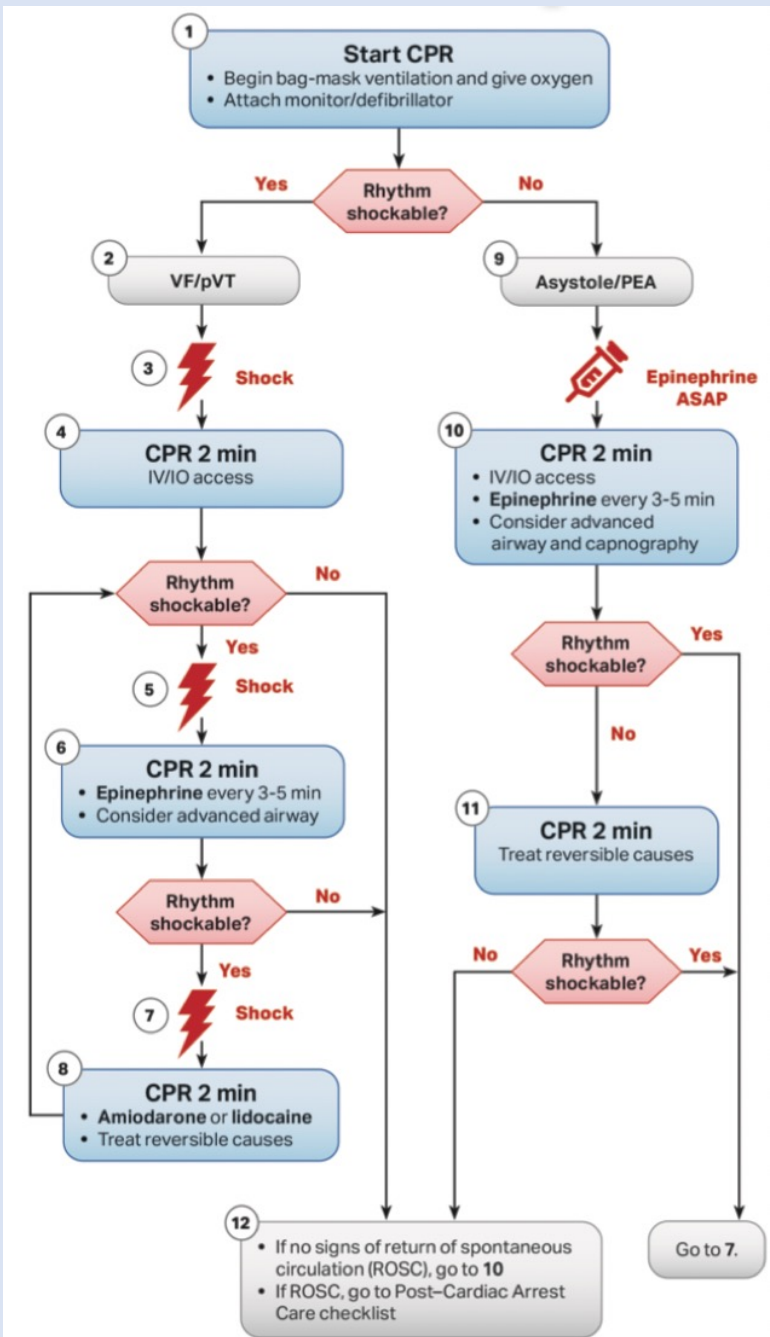 1
Start CPR
• Begin bag-mask ventilation and give oxygen
• Attach monitor/defibrillator
Rhythm
shockable?
Yes
No
2
VF/pVT
3
Shock
4
CPR 2 min
IV/IO access
Rhythm
shockable?
No
Yes
5
Shock
6
CPR 2 min
• Epinephrine every 3-5 min
• Consider advanced airway
Rhythm
shockable?
No
Yes
7
Shock
8
CPR 2 min
• Amiodarone or lidocaine
• Treat reversible causes
9
Asystole/PEA
Epinephrine
ASAP
10
CPR 2 min
• IV/IO access
• Epinephrine every 3-5 min
• Consider advanced
airway and capnography
Rhythm
shockable?
Yes
No
11
CPR 2 min
Treat reversible causes
Rhythm
shockable?
No
Yes
12
• If no signs of return of spontaneous
circulation (ROSC), go to 10
• If ROSC, go to Post–Cardiac Arrest
Care checklist
Go to 7.